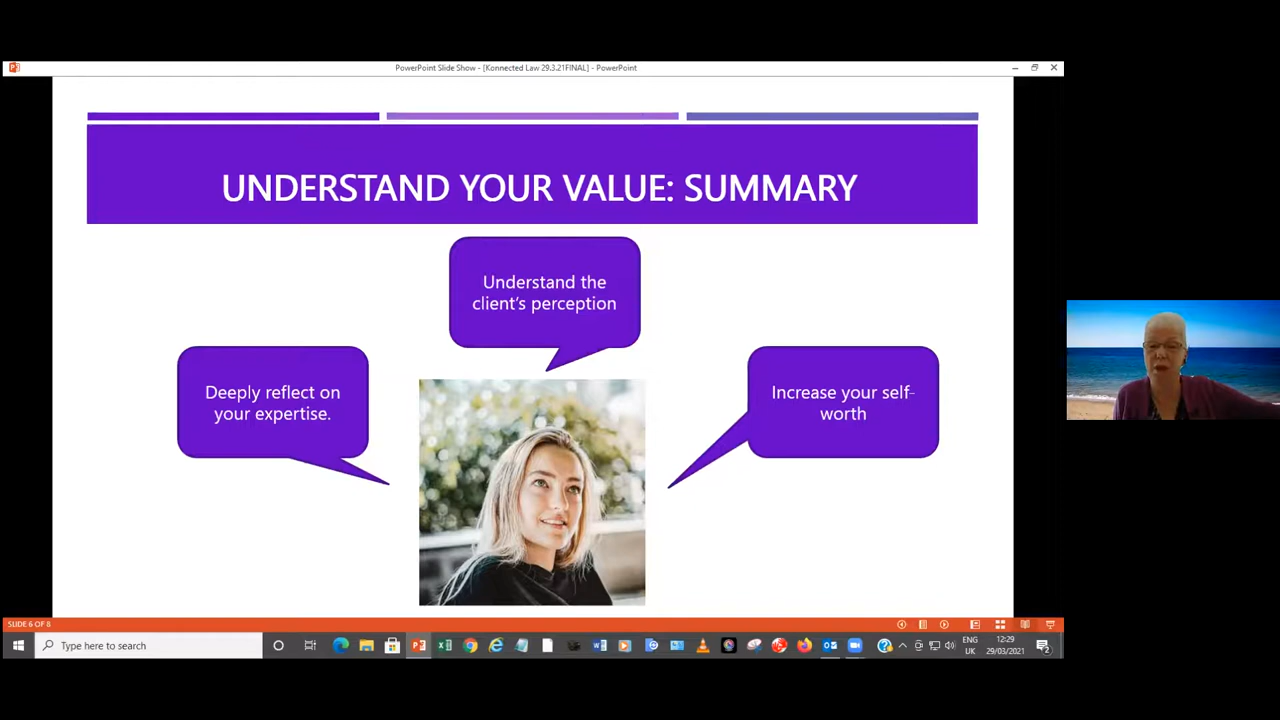 PowerPoint Slide Show - [Konnected Law 29.3.21FINAL] - PowerPoint
UNDERSTAND YOUR VALUE: SUMMARY
Understand the
client's perception
Deeply reflect on
your expertise.
Increase your self-
worth
SLIDE 6 OF 8
Type here to search
ENG
UK
12:29
29/03/2021
2